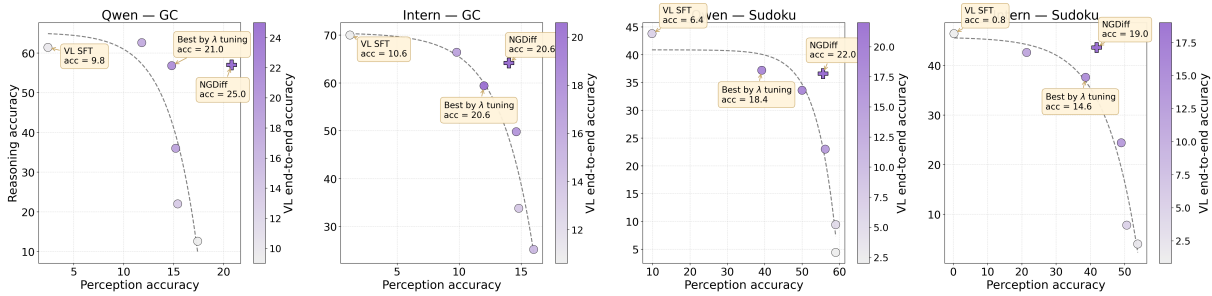 Qwen — GC
VL SFT
acc = 9.8
Best by λ tuning
acc = 21.0
NGDiff
acc = 25.0
Reasoning accuracy
60
50
40
30
20
10
5
10
15
20
Perception accuracy
24
22
20
18
16
14
12
10
VL end-to-end accuracy
Intern — GC
VL SFT
acc = 10.6
NGDiff
acc = 20.6
Best by λ tuning
acc = 20.6
70
60
50
40
30
5
10
15
Perception accuracy
20
18
16
14
12
VL end-to-end accuracy
wen — Sudoku
VL SFT
acc = 6.4
NGDiff
acc = 22.0
Best by λ tuning
acc = 18.4
45
40
35
30
25
20
15
10
5
10
20
30
40
50
60
Perception accuracy
20.0
17.5
15.0
12.5
10.0
7.5
5.0
2.5
VL end-to-end accuracy
ern — Sudoku
VL SFT
acc = 0.8
NGDiff
acc = 19.0
Best by λ tuning
acc = 14.6
40
30
20
10
0
10
20
30
40
50
Perception accuracy
17.5
15.0
12.5
10.0
7.5
5.0
2.5
VL end-to-end accuracy